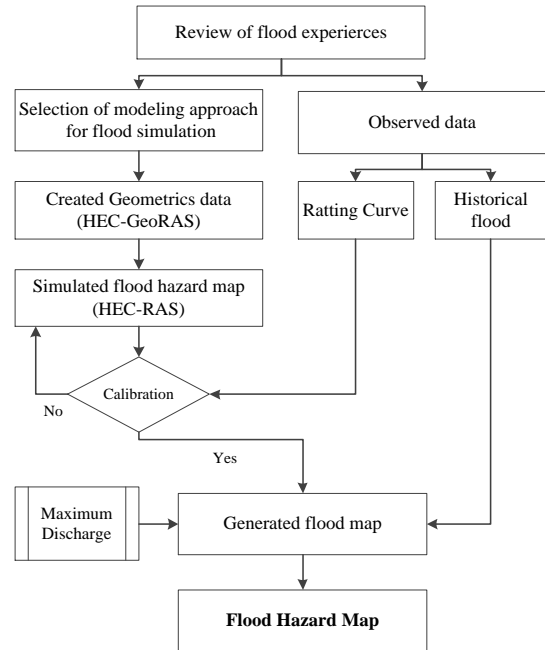 Review of flood experierces
Selection of modeling approach
for flood simulation
Observed data
Created Geometrics data
(HEC-GeoRAS)
Ratting Curve
Historical
flood
Simulated flood hazard map
(HEC-RAS)
Calibration
No
Yes
Maximum
Discharge
Generated flood map
Flood Hazard Map